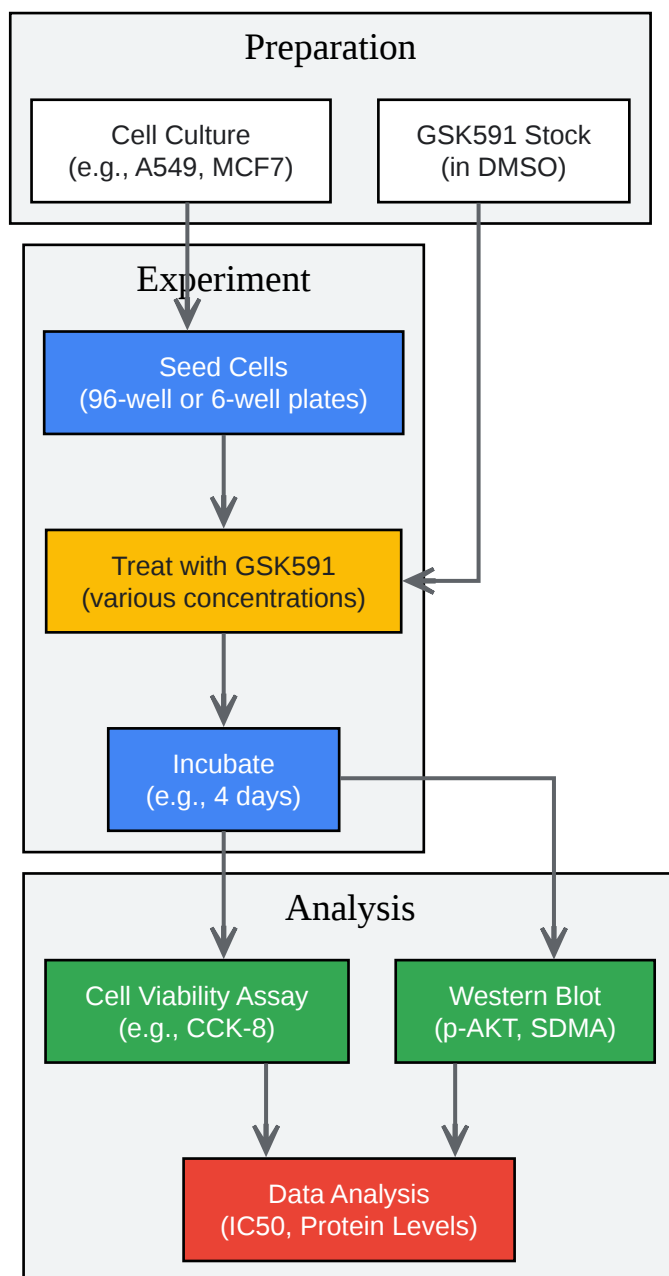 Preparation
Cell Culture
(e.g., A549, MCF7)
GSK591 Stock
(in DMSO)
Experiment
Seed Cells
(96-well or 6-well plates)
Treat with GSK591
(various concentrations)
Incubate
(e.g., 4 days)
Analysis
Cell Viability Assay
(e.g., CCK-8)
Western Blot
(p-AKT, SDMA)
Data Analysis
(IC50, Protein Levels)